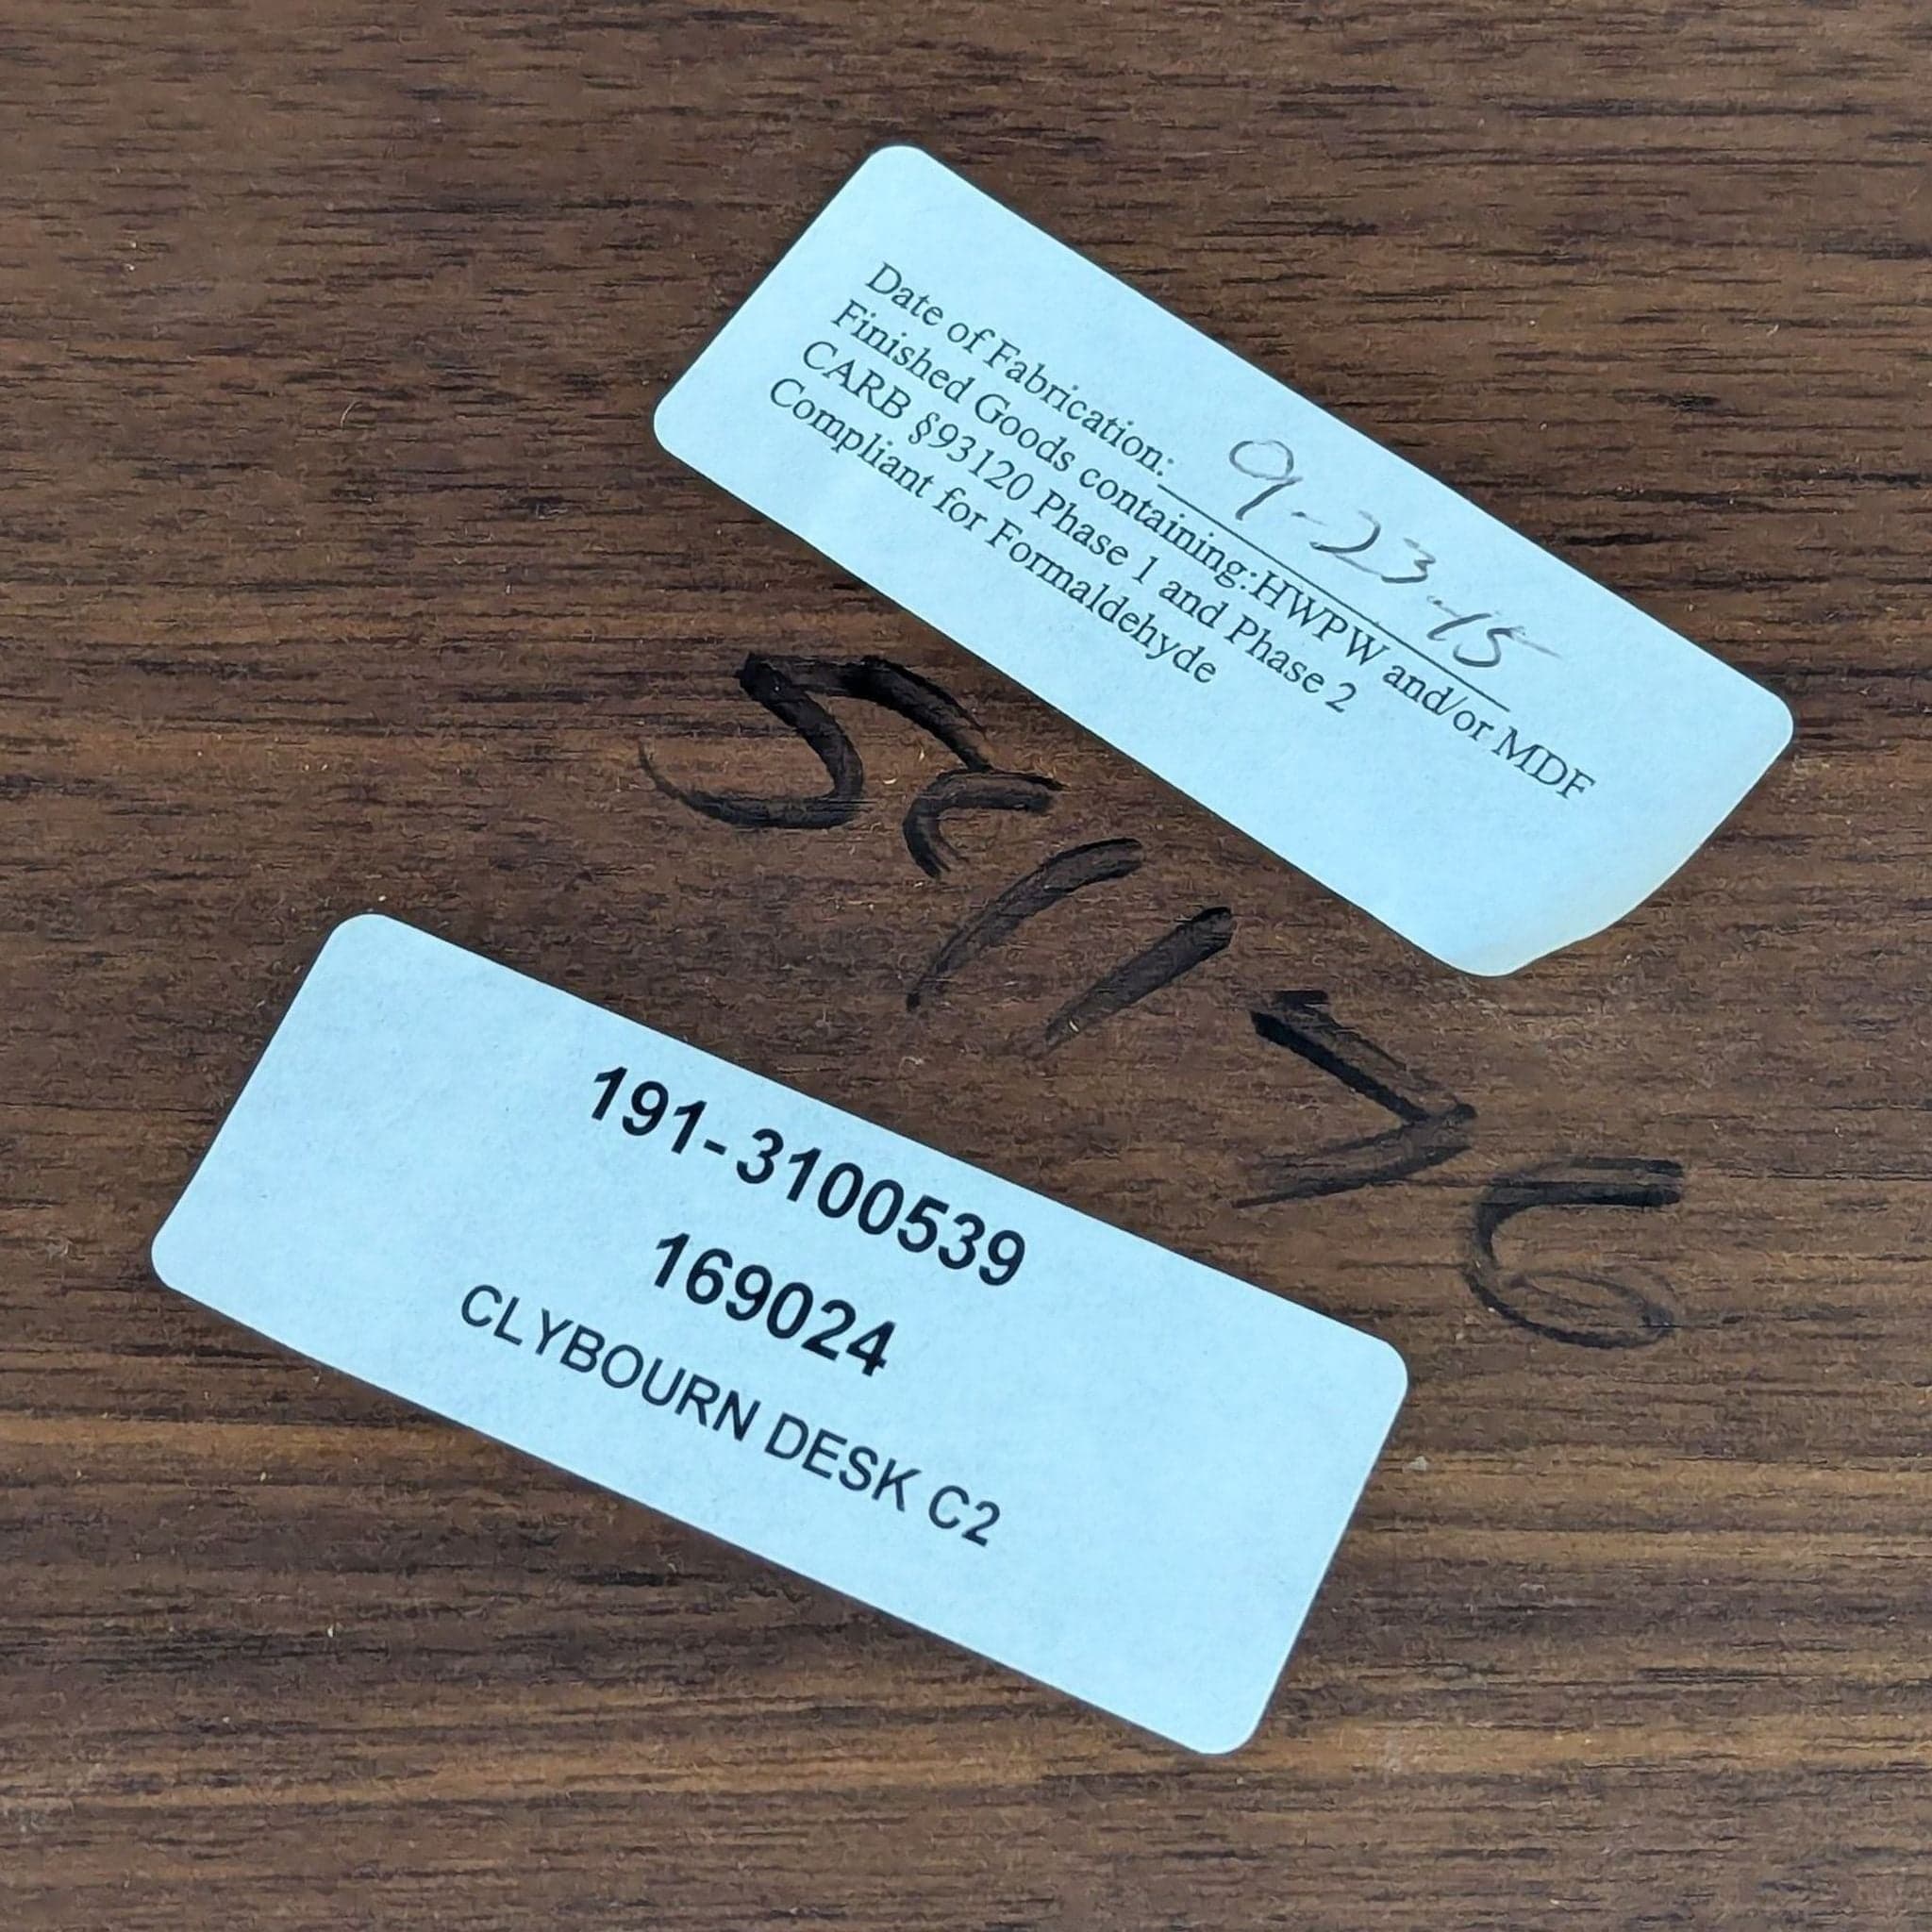 Date of Fabrication: 9-23-15
Finished Goods containing:HWPW and/or MDF
CARB §93120 Phase 1 and Phase 2
Compliant for Formaldehyde
191-3100539
169024
CLYBOURN DESK C2